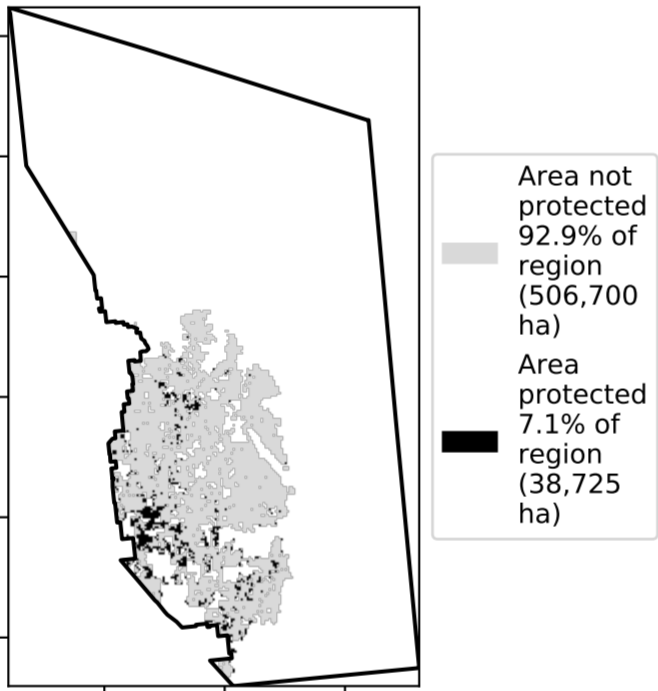 Area not
protected
92.9% of
region
(506,700
ha)
Area
protected
7.1% of
region
(38,725
ha)